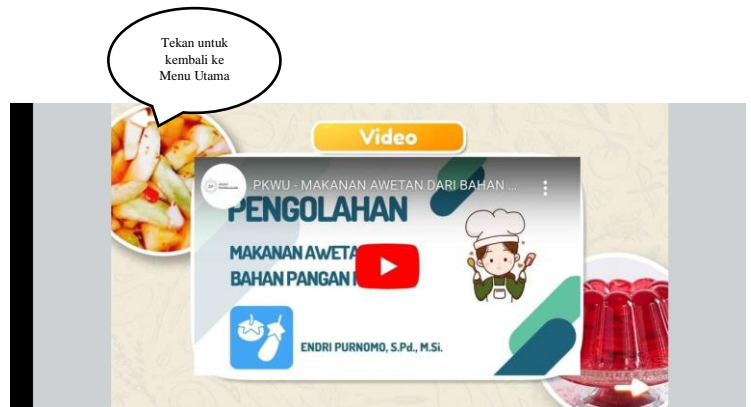 Tekan untuk
kembali ke
Menu Utama
Video
PKWU - MAKANAN AWETAN DARI BAHAN ...
PENGOLAHAN
MAKANAN AWETA
BAHAN PANGAN
ENDRI PURNOMO, S.Pd., M.Si.